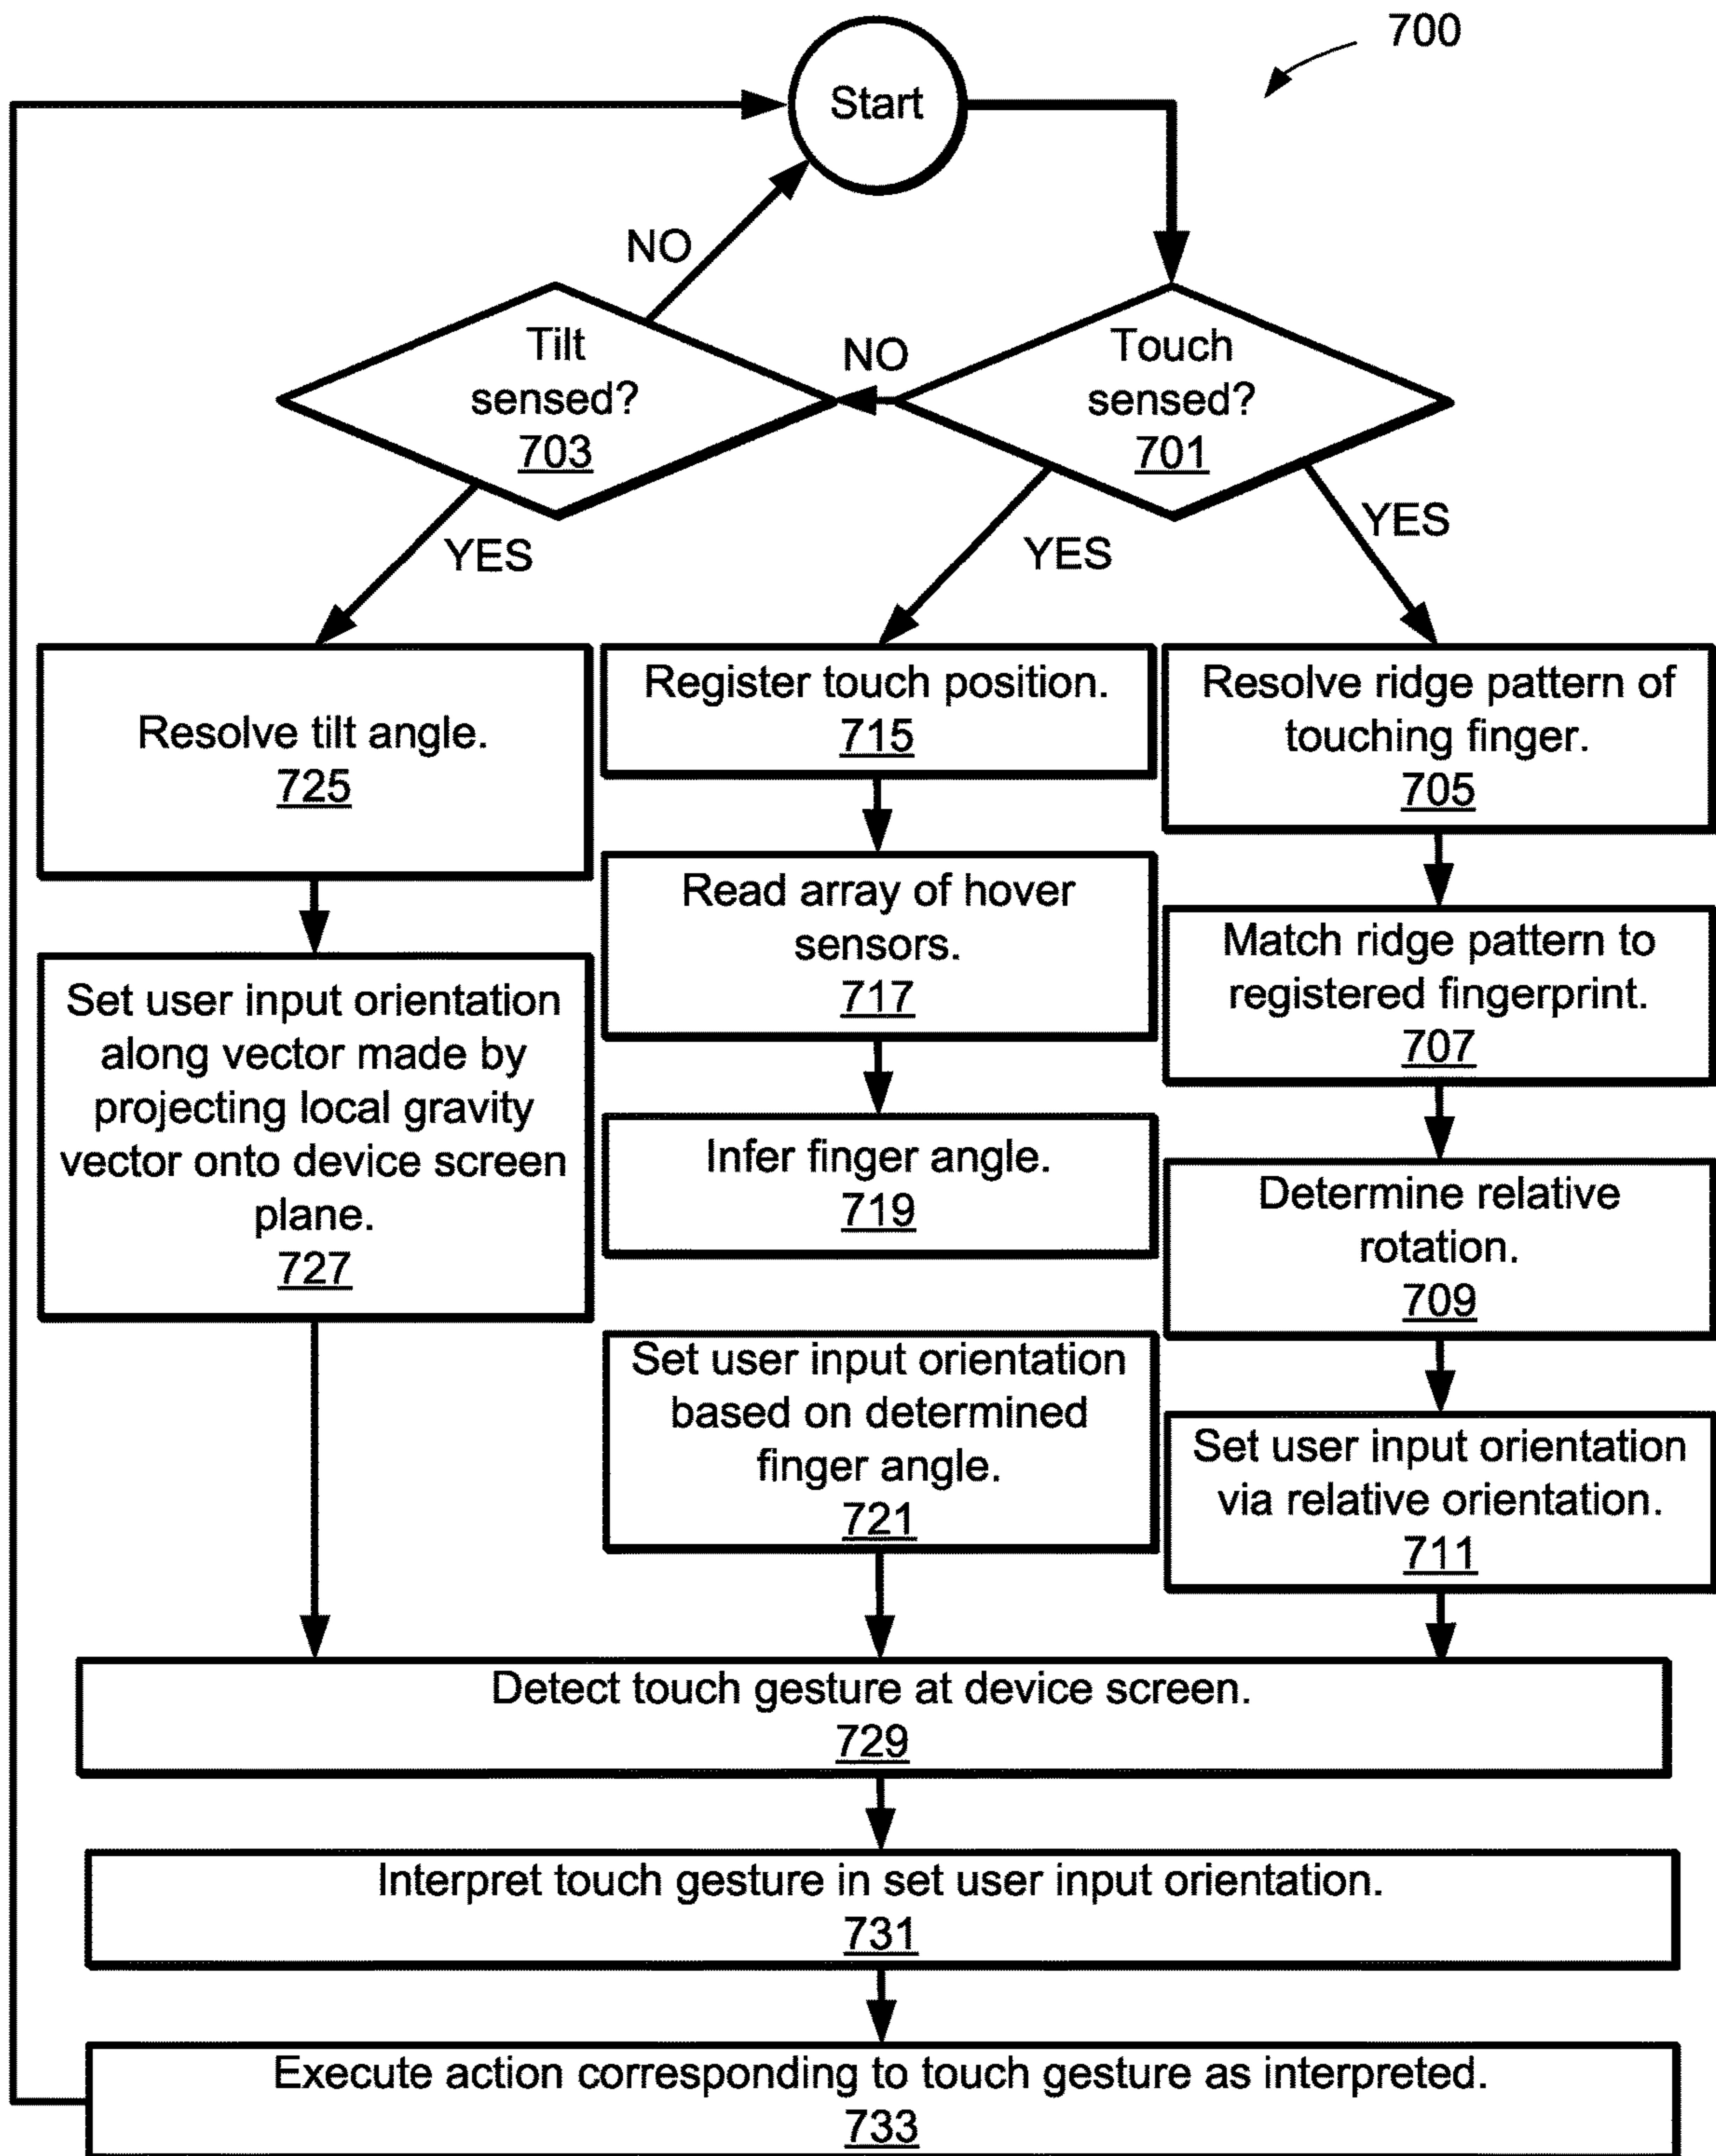 700
Start
NO
Tilt
sensed?
703
NO
Touch
sensed?
701
YES
YES
YES
Resolve tilt angle.
725
Register touch position.
715
Resolve ridge pattern of
touching finger.
705
Read array of hover
sensors.
717
Match ridge pattern to
registered fingerprint.
707
Set user input orientation
along vector made by
projecting local gravity
vector onto device screen
plane.
727
Infer finger angle.
719
Determine relative
rotation.
709
Set user input orientation
based on determined
finger angle.
721
Set user input orientation
via relative orientation.
711
Detect touch gesture at device screen.
729
Interpret touch gesture in set user input orientation.
731
Execute action corresponding to touch gesture as interpreted.
733